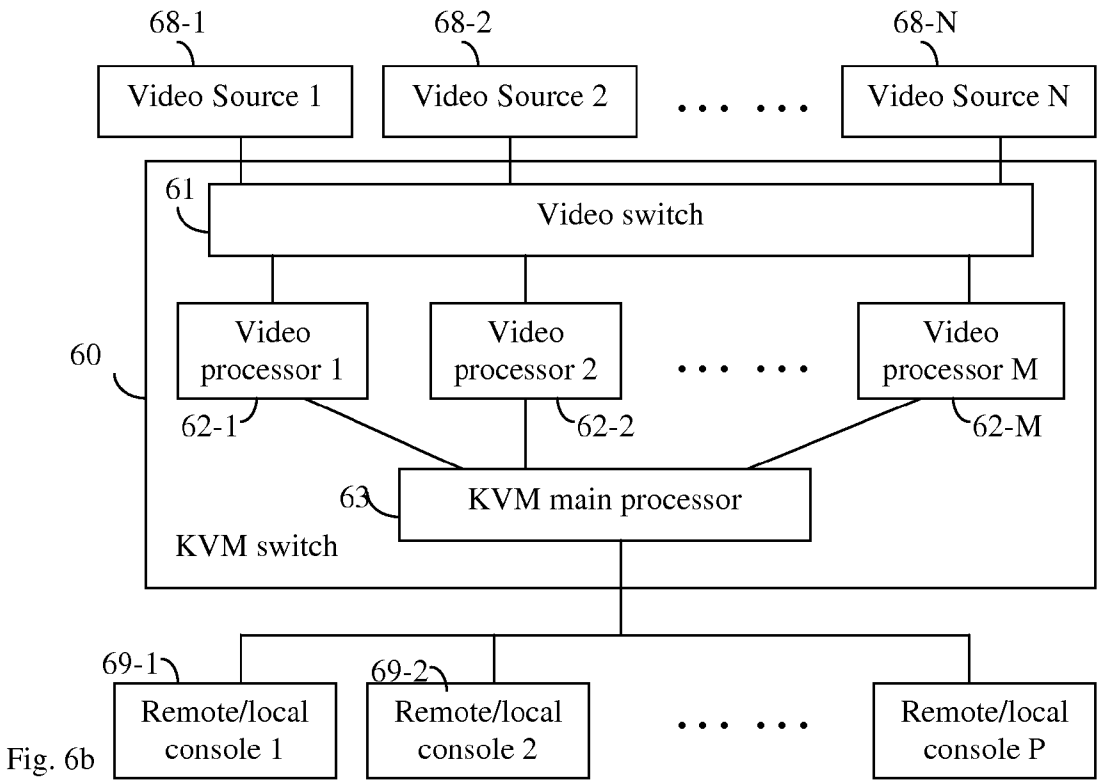 68-1
68-2
68-N
Video Source 1
Video Source 2
... ...
Video Source N
61
Video switch
60
Video
processor 1
Video
processor 2
... ...
Video
processor M
62-1
62-2
62-M
63
KVM main processor
KVM switch
69-1
69-2
Remote/local
console 1
Remote/local
console 2
... ...
Remote/local
console P
Fig. 6b